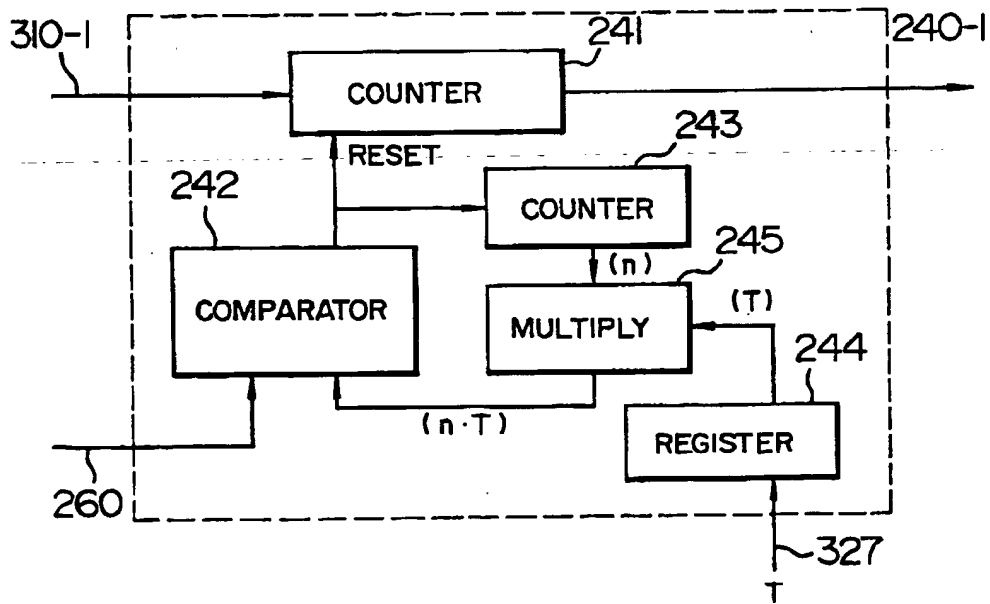 310-1
241
240-1
COUNTER
RESET
243
242
COUNTER
(n)
245
COMPARATOR
MULTIPLY
(T)
244
(n·T)
REGISTER
260
327
T